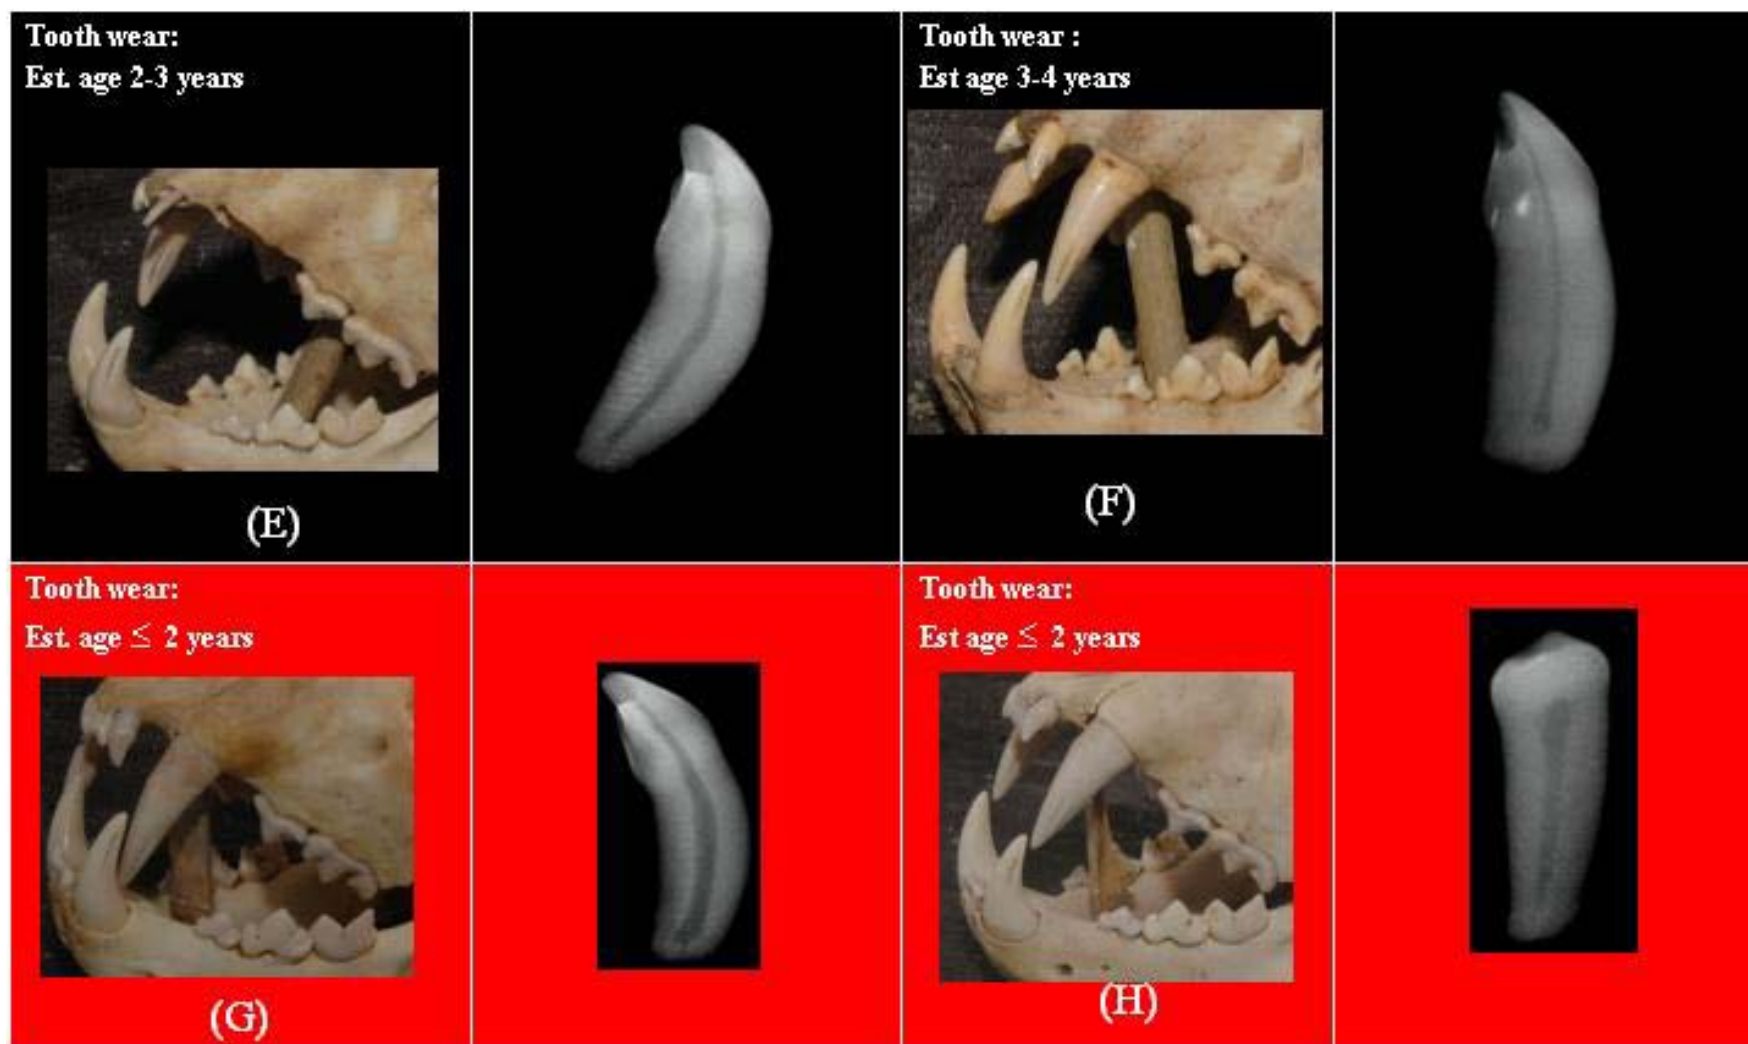 Tooth wear:
Est. age 2-3 years
(E)
Tooth wear :
Est age 3-4 years
(F)
Tooth wear:
Est. age ≤ 2 years
(G)
Tooth wear:
Est age ≤ 2 years
(H)